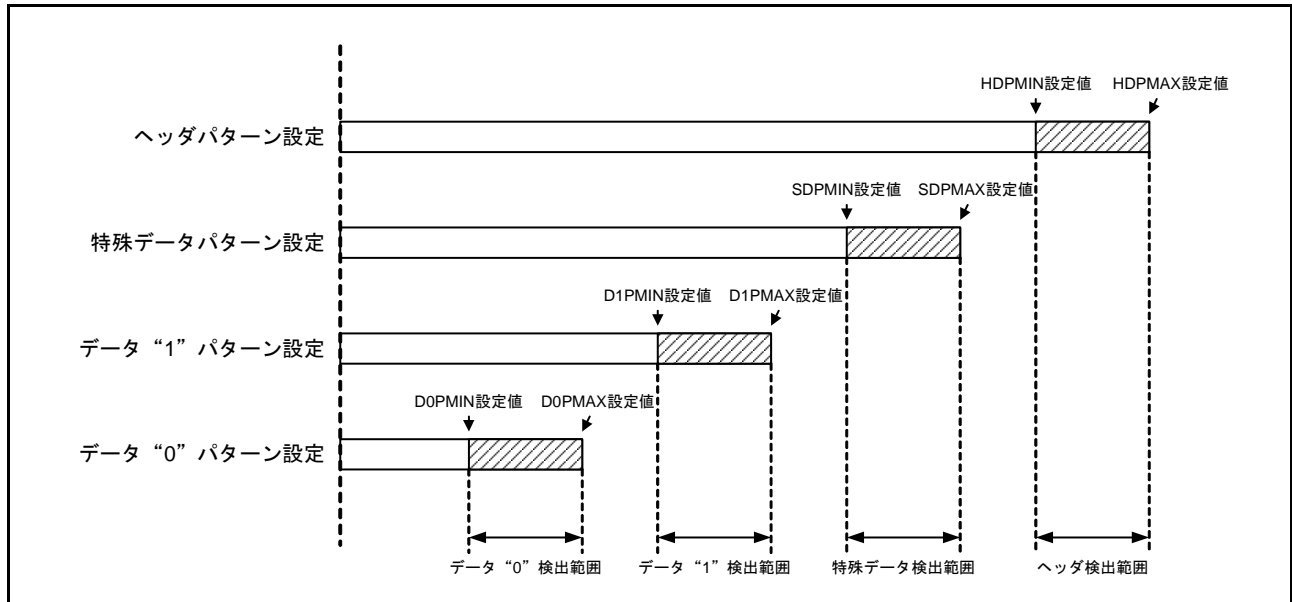 HDPMIN設定値 HDPMAX設定値
ヘッダパターン設定
SDPMIN設定値 SDPMAX設定値
特殊データパターン設定
D1PMIN設定値 D1PMAX設定値
データ“1”パターン設定
D0PMIN設定値 D0PMAX設定値
データ“0”パターン設定
データ“0”検出範囲 データ“1”検出範囲 特殊データ検出範囲 ヘッダ検出範囲